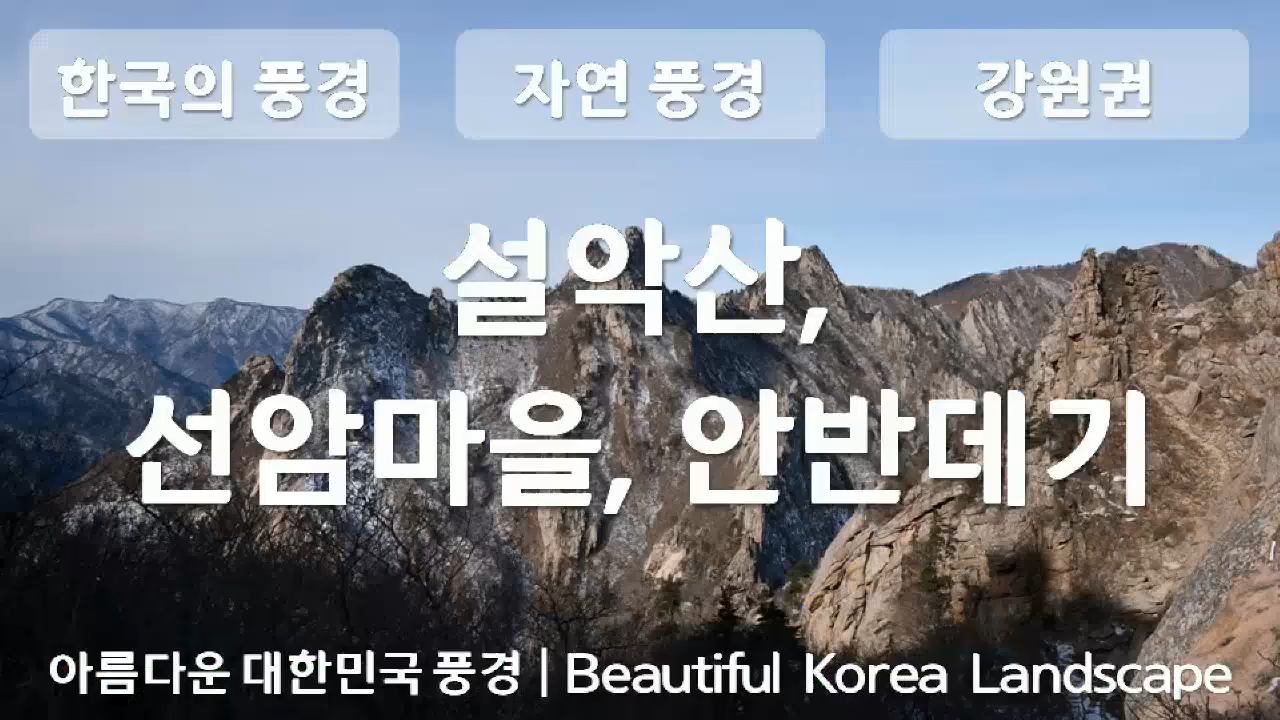 한국의 풍경
자연 풍경
강원권
설악산,
선암마을, 안반데기
아름다운 대한민국 풍경 | Beautiful Korea Landscape